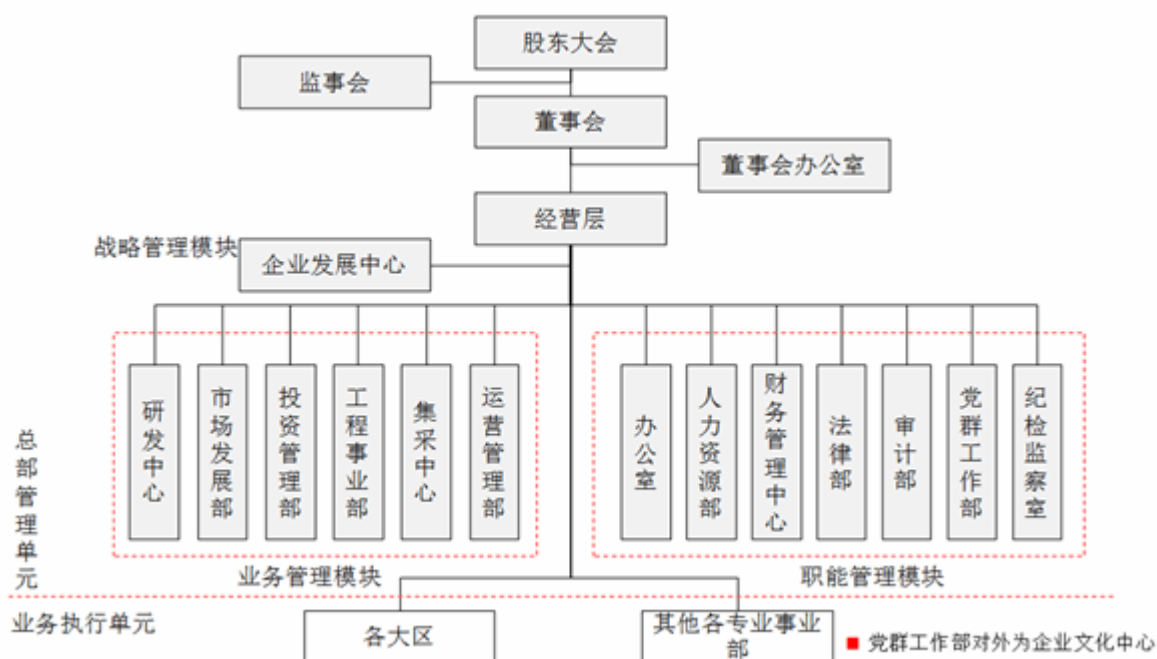 股东大会
监事会
董事会
董事会办公室
经营层
战略管理模块
企业发展中心
研发中心
市场发展部
投资管理部
工程事业部
集采中心
运营管理部
办公室
人力资源部
财务管理中心
法律部
审计部
党群工作部
纪检监察室
总部管理单元
业务管理模块
职能管理模块
业务执行单元
各大区
其他各专业事业
部
党群工作部对外为企业文化中心